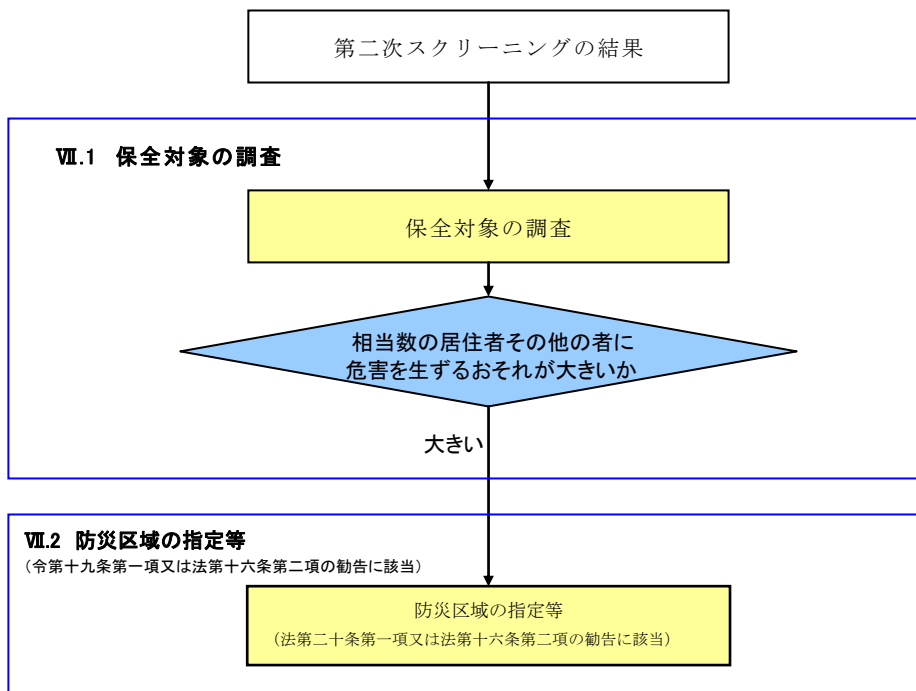 第二次スクリーニングの結果
Ⅶ.1 保全対象の調査
保全対象の調査
相当数の居住者その他の者に
危害を生ずるおそれが大きいか
大きい
Ⅶ.2 防災区域の指定等
(令第十九条第一項又は法第十六条第二項の勧告に該当)
防災区域の指定等
(法第二十条第一項又は法第十六条第二項の勧告に該当)